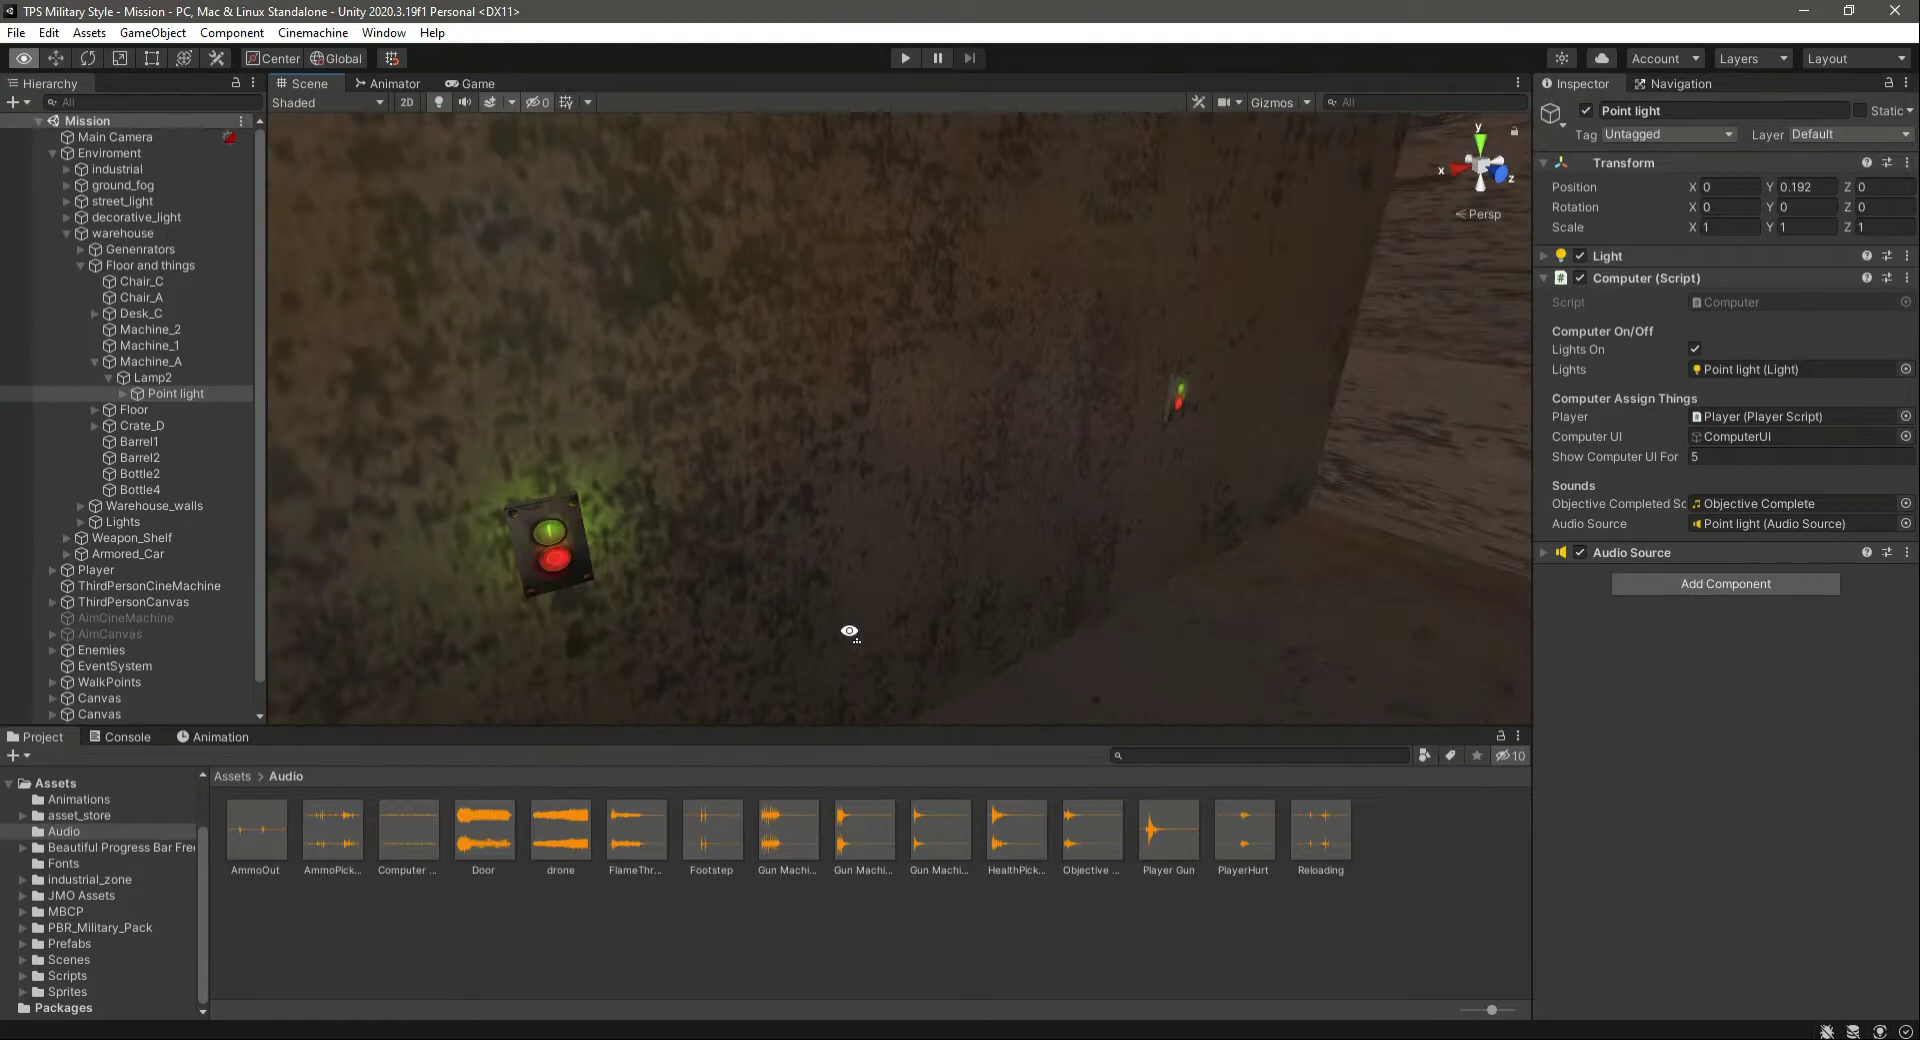 TPS Military Style - Mission - PC, Mac & Linux Standalone - Unity 2020.3.19f1 Personal <DX11>
File Edit Assets GameObject Component Cinemachine Window Help
Center Global Account Layers Layout
Hierarchy
All
Mission
Main Camera
Enviroment
industrial
ground_fog
street_light
decorative_light
warehouse
Genenrators
Floor and things
Chair_C
Chair_A
Desk_C
Machine_2
Machine_1
Machine_A
Lamp2
Point light
Floor
Crate_D
Barrel1
Barrel2
Bottle2
Bottle4
Warehouse_walls
Lights
Weapon_Shelf
Armored_Car
Player
ThirdPersonCineMachine
ThirdPersonCanvas
AimCineMachine
AimCanvas
Enemies
EventSystem
WalkPoints
Canvas
Canvas
Scene Animator Game
Shaded 2D 0 Gizmos All
y
x
z
Persp
Inspector Navigation
Point light Static
Tag Untagged Layer Default
Transform
Position X 0 Y 0.192 Z 0
Rotation X 0 Y 0 Z 0
Scale X 1 Y 1 Z 1
Light
Computer (Script)
Script Computer
Computer On/Off
Lights On
Lights Point light (Light)
Computer Assign Things
Player Player (Player Script)
Computer UI ComputerUI
Show Computer UI For 5
Sounds
Objective Completed Sc Objective Complete
Audio Source Point light (Audio Source)
Audio Source
Add Component
Project Console Animation
10
Assets
Animations
asset_store
Audio
Beautiful Progress Bar Free
Fonts
industrial_zone
JMO Assets
MBCP
PBR_Military_Pack
Prefabs
Scenes
Scripts
Sprites
Packages
Assets > Audio
AmmoOut AmmoPick... Computer ... Door drone FlameThr... Footstep Gun Machi... Gun Machi... Gun Machi... HealthPick... Objective ... Player Gun PlayerHurt Reloading